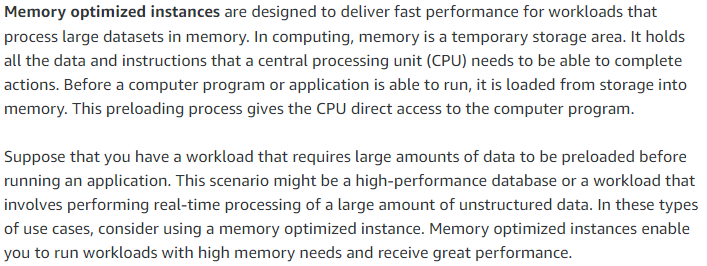 Memory optimized instances are designed to deliver fast performance for workloads that
process large datasets in memory. In computing, memory is a temporary storage area. It holds
all the data and instructions that a central processing unit (CPU) needs to be able to complete
actions. Before a computer program or application is able to run, it is loaded from storage into
memory. This preloading process gives the CPU direct access to the computer program.
Suppose that you have a workload that requires large amounts of data to be preloaded before
running an application. This scenario might be a high-performance database or a workload that
involves performing real-time processing of a large amount of unstructured data. In these types
of use cases, consider using a memory optimized instance. Memory optimized instances enable
you to run workloads with high memory needs and receive great performance.